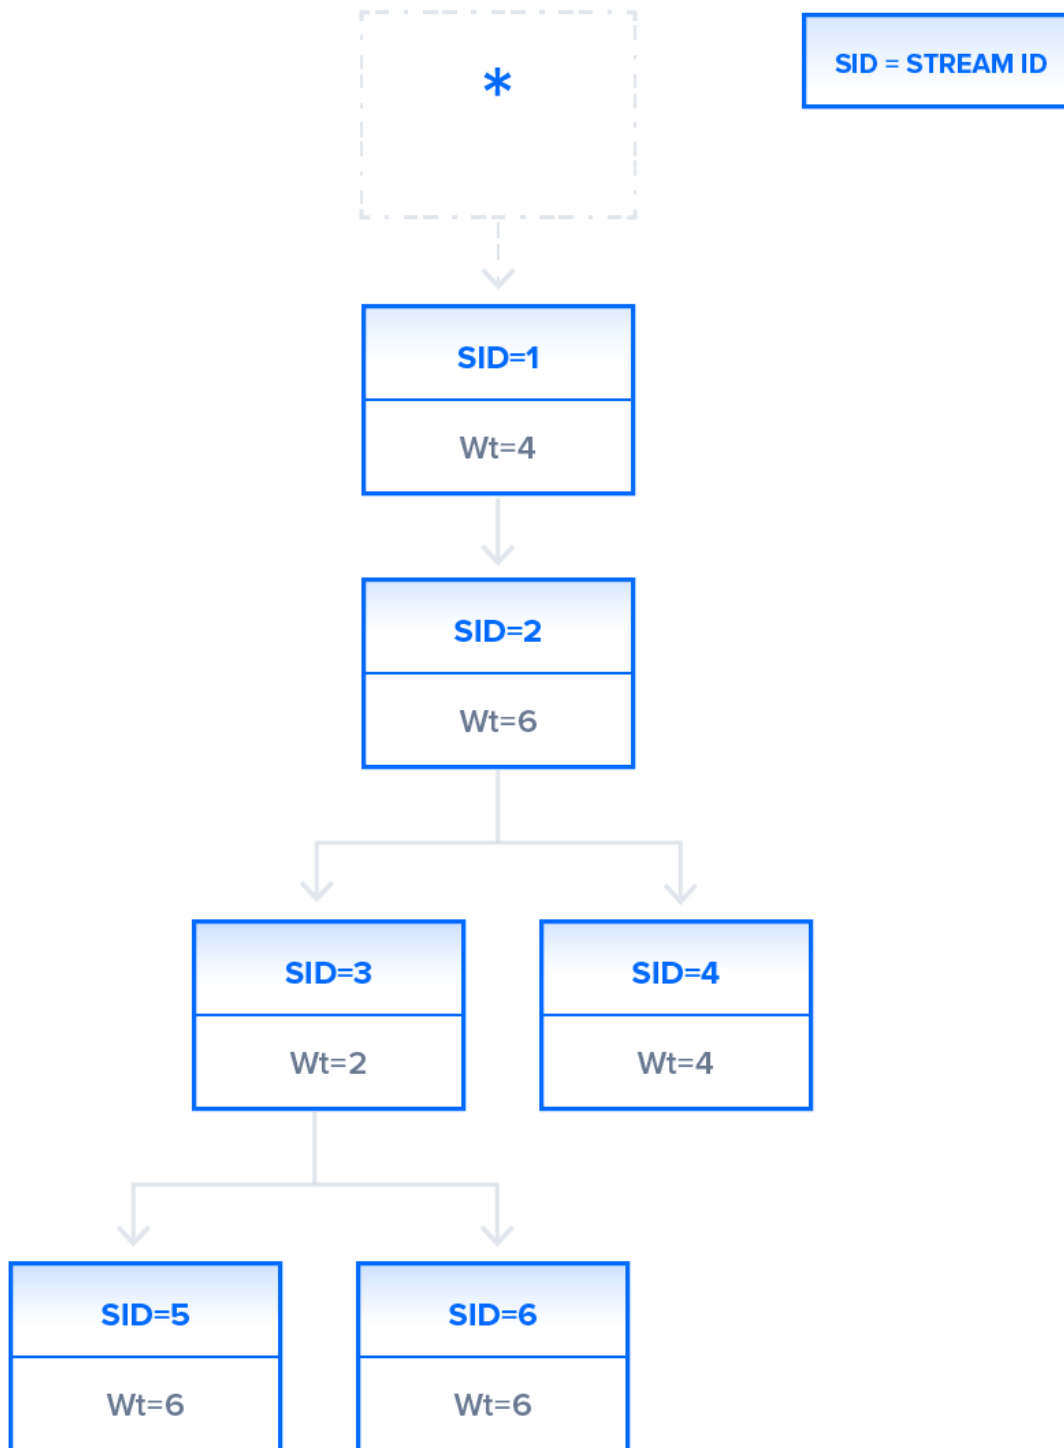 *
SID = STREAM ID
SID=1
Wt=4
SID=2
Wt=6
SID=3
SID=4
Wt=2
Wt=4
SID=5
SID=6
Wt=6
Wt=6